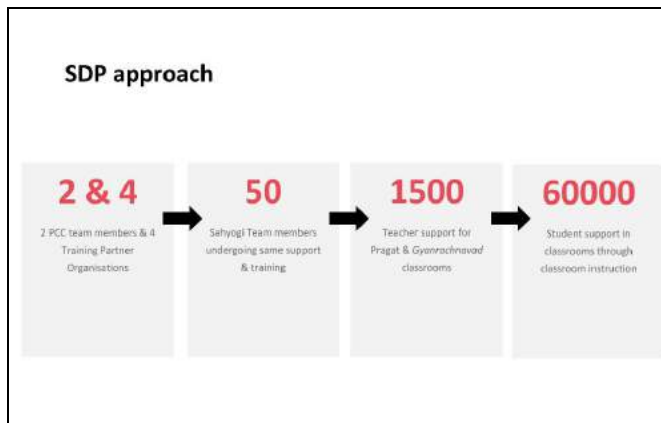 SDP approach
2 & 4
2 PCC team members & 4
Training Partner
Organisations
50
Sahyogi Team members
undergoing same support
& training
1500
Teacher support for
Pragat & Gyanrachnavad
classrooms
60000
Student support in
classrooms through
classroom instruction